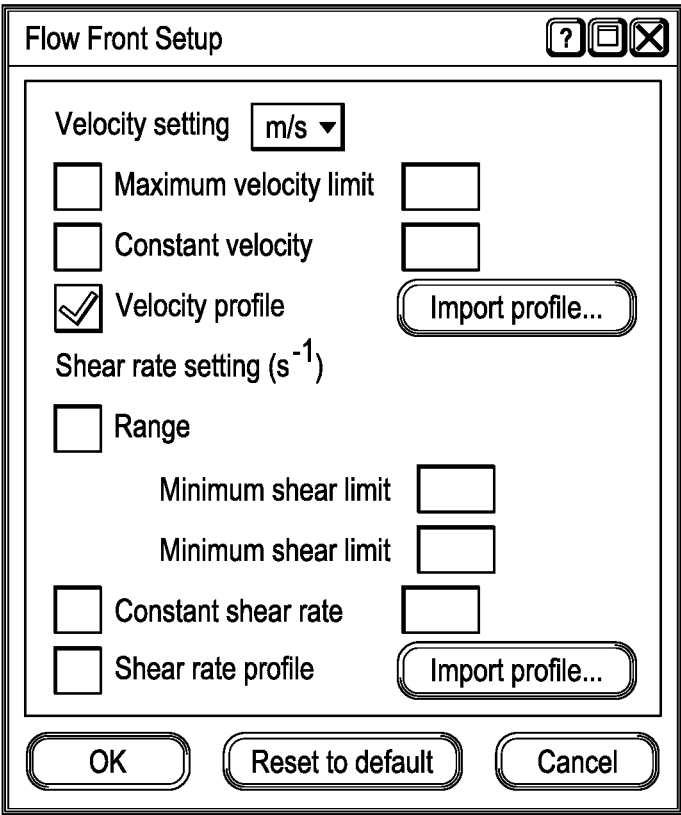 Flow Front Setup ?
Velocity setting m/s
Maximum velocity limit
Constant velocity
Velocity profile Import profile...
Shear rate setting (s⁻¹)
Range
Minimum shear limit
Minimum shear limit
Constant shear rate
Shear rate profile Import profile...
OK Reset to default Cancel